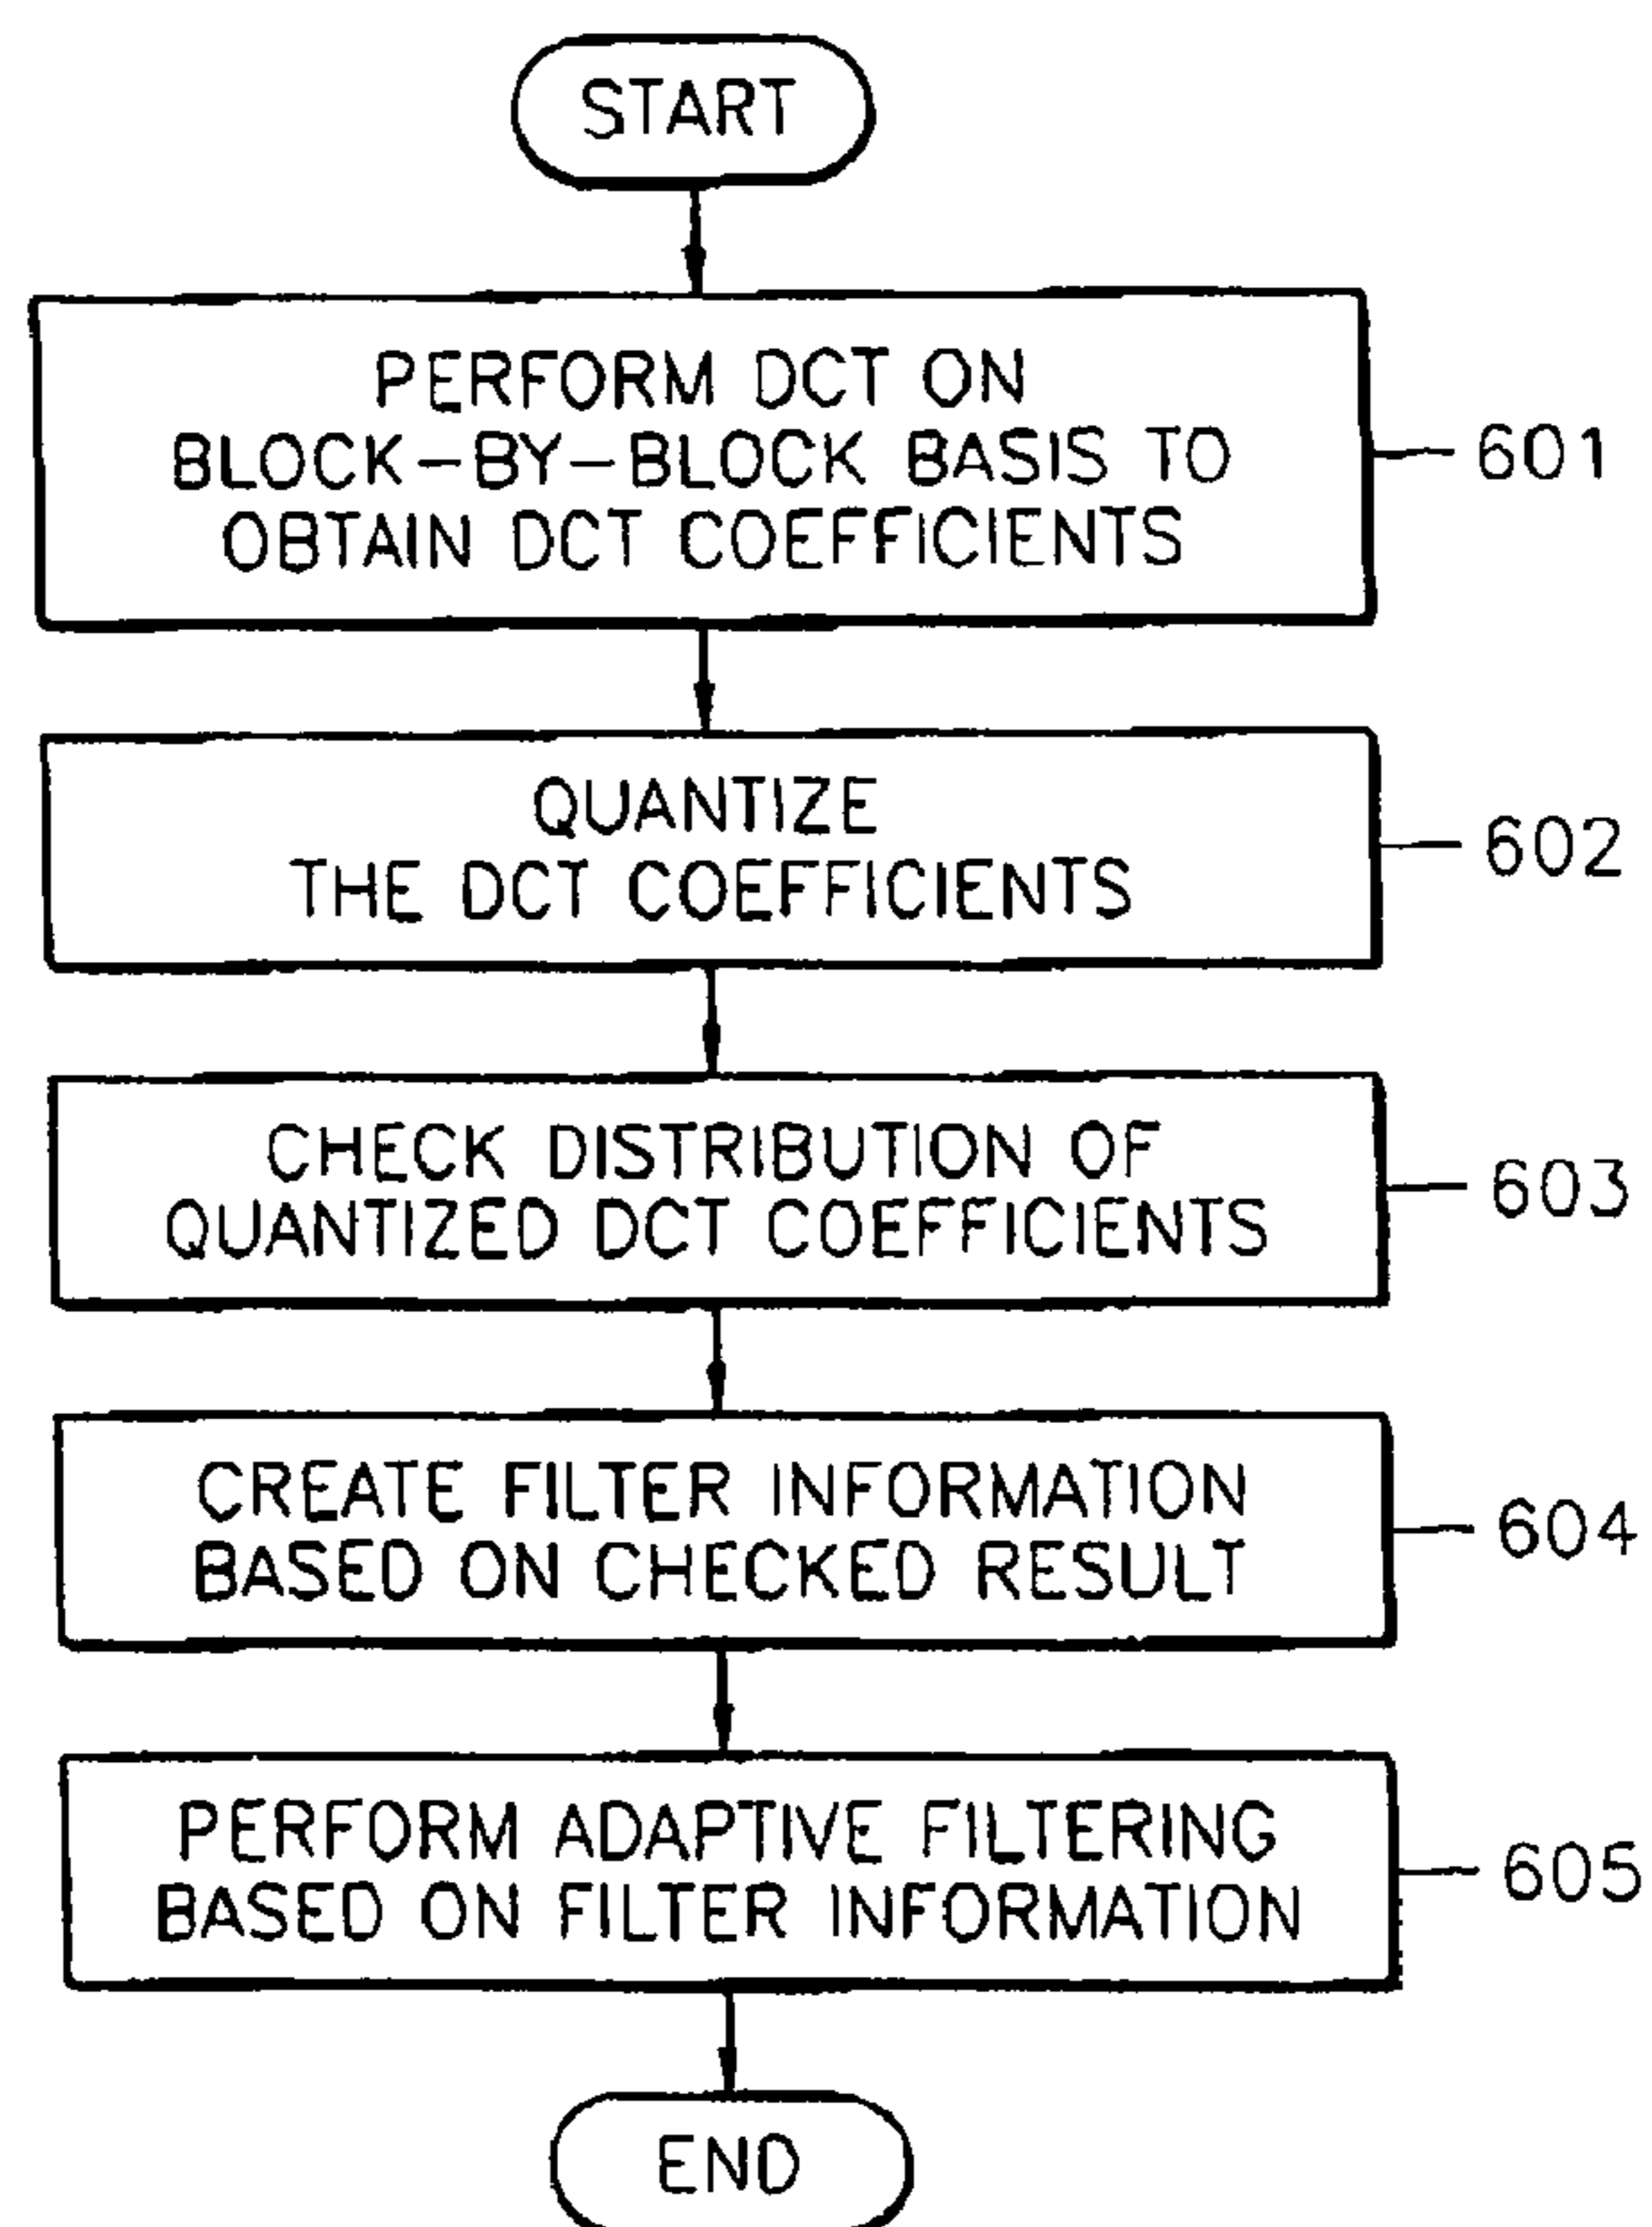 START
PERFORM DCT ON
BLOCK-BY-BLOCK BASIS TO
OBTAIN DCT COEFFICIENTS
601
QUANTIZE
THE DCT COEFFICIENTS
602
CHECK DISTRIBUTION OF
QUANTIZED DCT COEFFICIENTS
603
CREATE FILTER INFORMATION
BASED ON CHECKED RESULT
604
PERFORM ADAPTIVE FILTERING
BASED ON FILTER INFORMATION
605
END